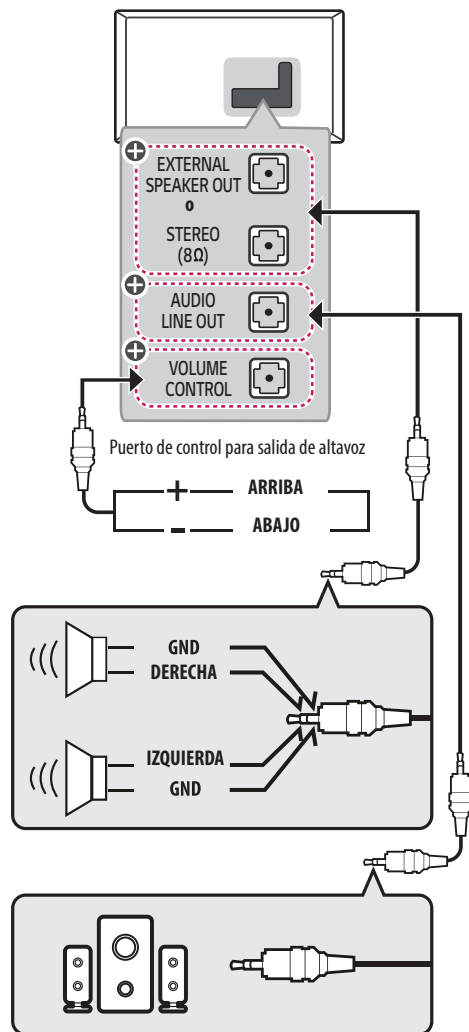 EXTERNAL
SPEAKER OUT
o
STEREO
(8Ω)
AUDIO
LINE OUT
VOLUME
CONTROL
Puerto de control para salida de altavoz
+ ARRIBA
- ABAJO
GND
DERECHA
IZQUIERDA
GND